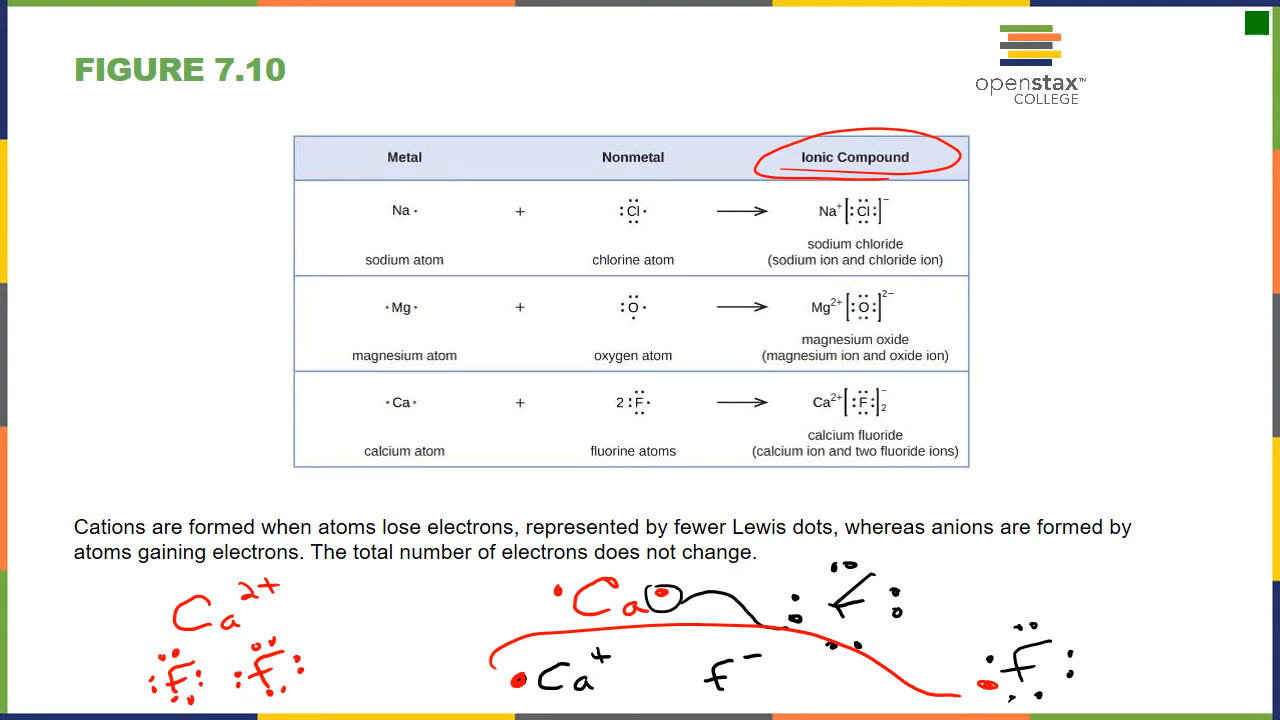 FIGURE 7.10
openstax™
COLLEGE
Metal Nonmetal Ionic Compound
Na· + :Cl· ⟶ Na⁺[:Cl:]⁻
sodium atom chlorine atom sodium chloride
(sodium ion and chloride ion)
·Mg· + :O· ⟶ Mg²⁺[:O:]²⁻
magnesium atom oxygen atom magnesium oxide
(magnesium ion and oxide ion)
·Ca· + 2 :F· ⟶ Ca²⁺[:F:]₂⁻
calcium atom fluorine atoms calcium fluoride
(calcium ion and two fluoride ions)
Cations are formed when atoms lose electrons, represented by fewer Lewis dots, whereas anions are formed by
atoms gaining electrons. The total number of electrons does not change.
Ca²⁺ ·Ca· :F:
:F: :F: ·Ca⁺ F⁻ :F: